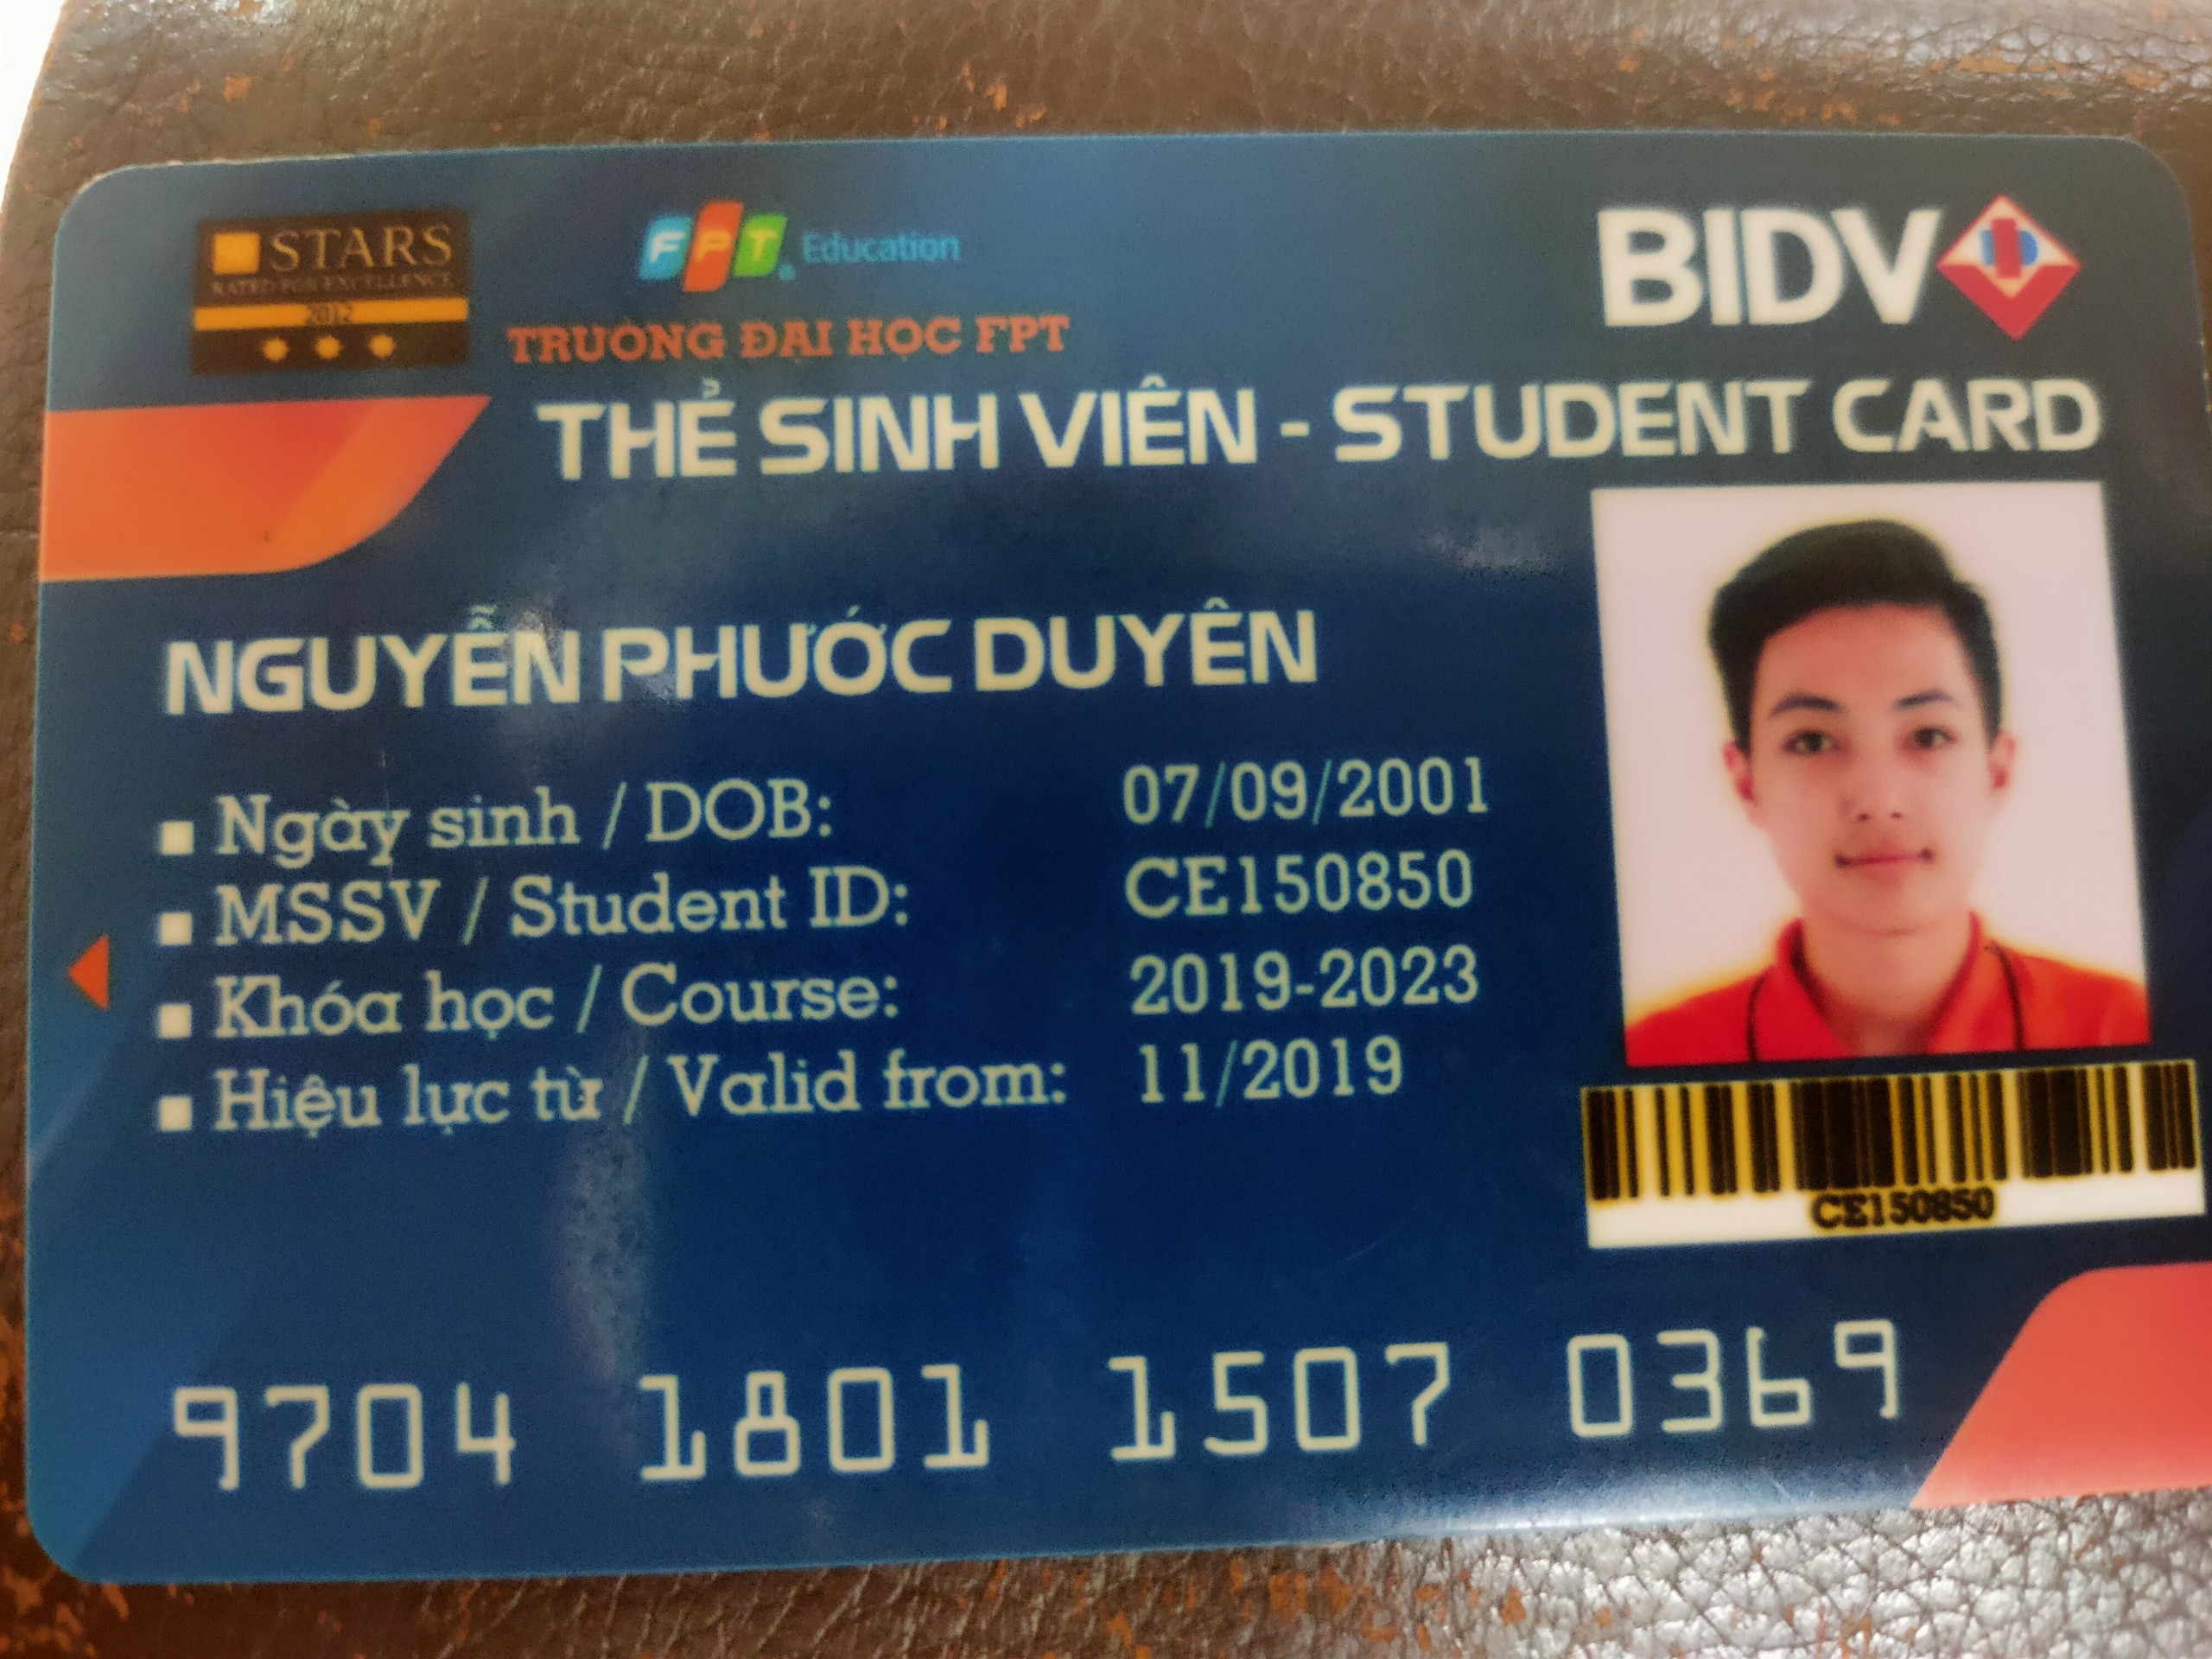 QS STARS
RATED FOR EXCELLENCE
2012
FPT Education
TRƯỜNG ĐẠI HỌC FPT
BIDV
THẺ SINH VIÊN - STUDENT CARD
NGUYỄN PHƯỚC DUYÊN
Ngày sinh / DOB: 07/09/2001
MSSV / Student ID: CE150850
Khóa học / Course: 2019-2023
Hiệu lực từ / Valid from: 11/2019
CE150850
9704 1801 1507 0369